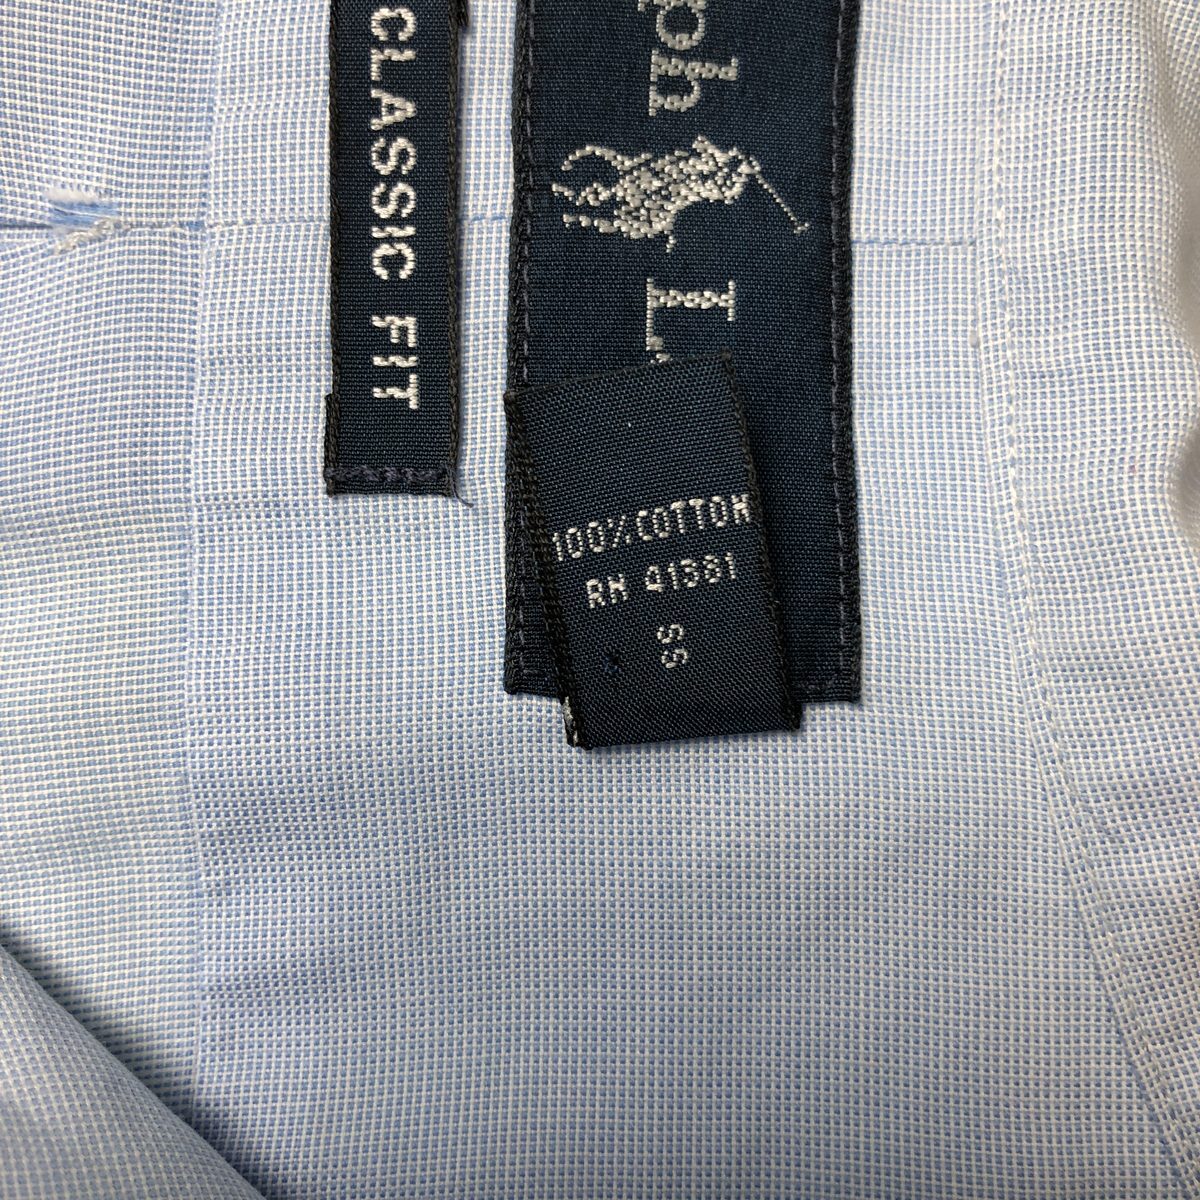 CLASSIC FIT
ph L
100% COTTON
RN 41381
SS